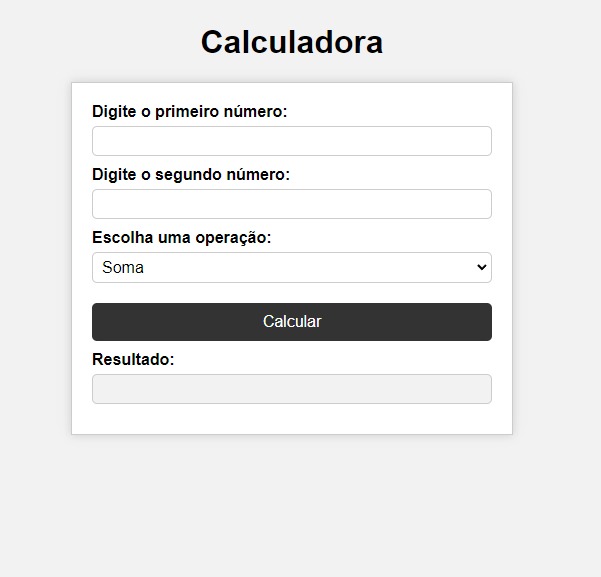 Calculadora
Digite o primeiro número:
Digite o segundo número:
Escolha uma operação:
Soma
Calcular
Resultado: